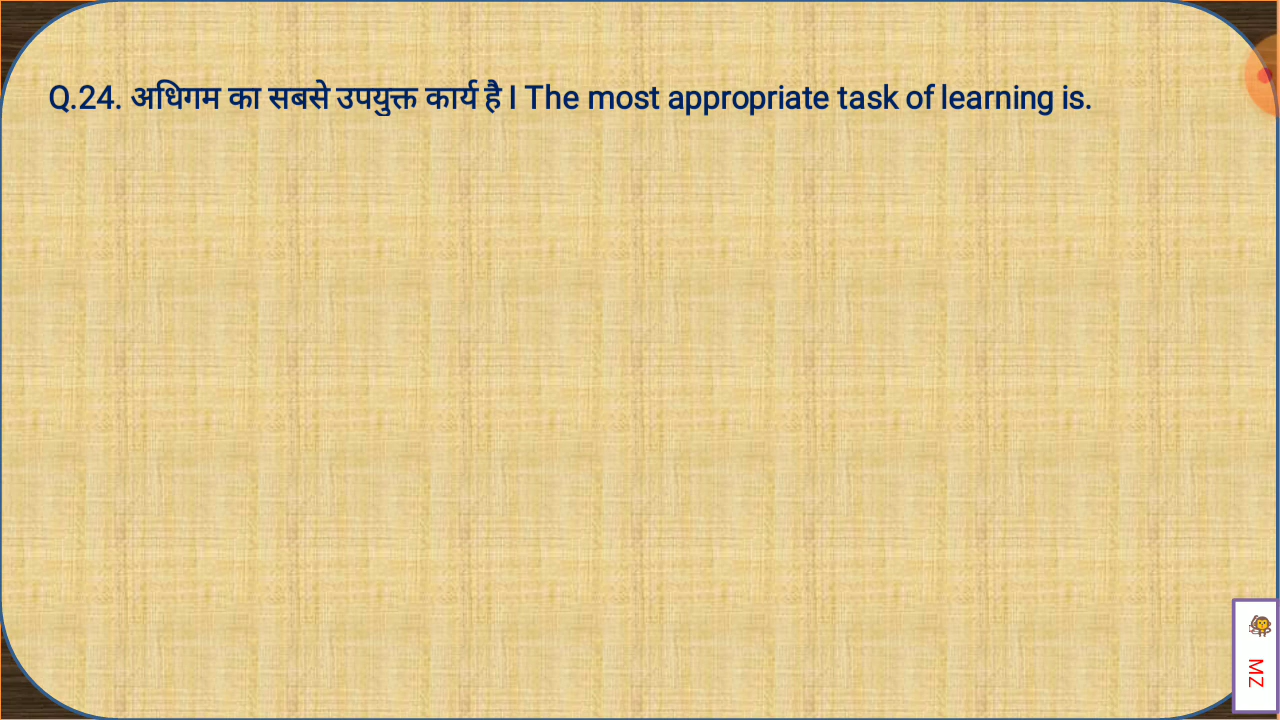 Q.24. अधिगम का सबसे उपयुक्त कार्य है I The most appropriate task of learning is.
MZ